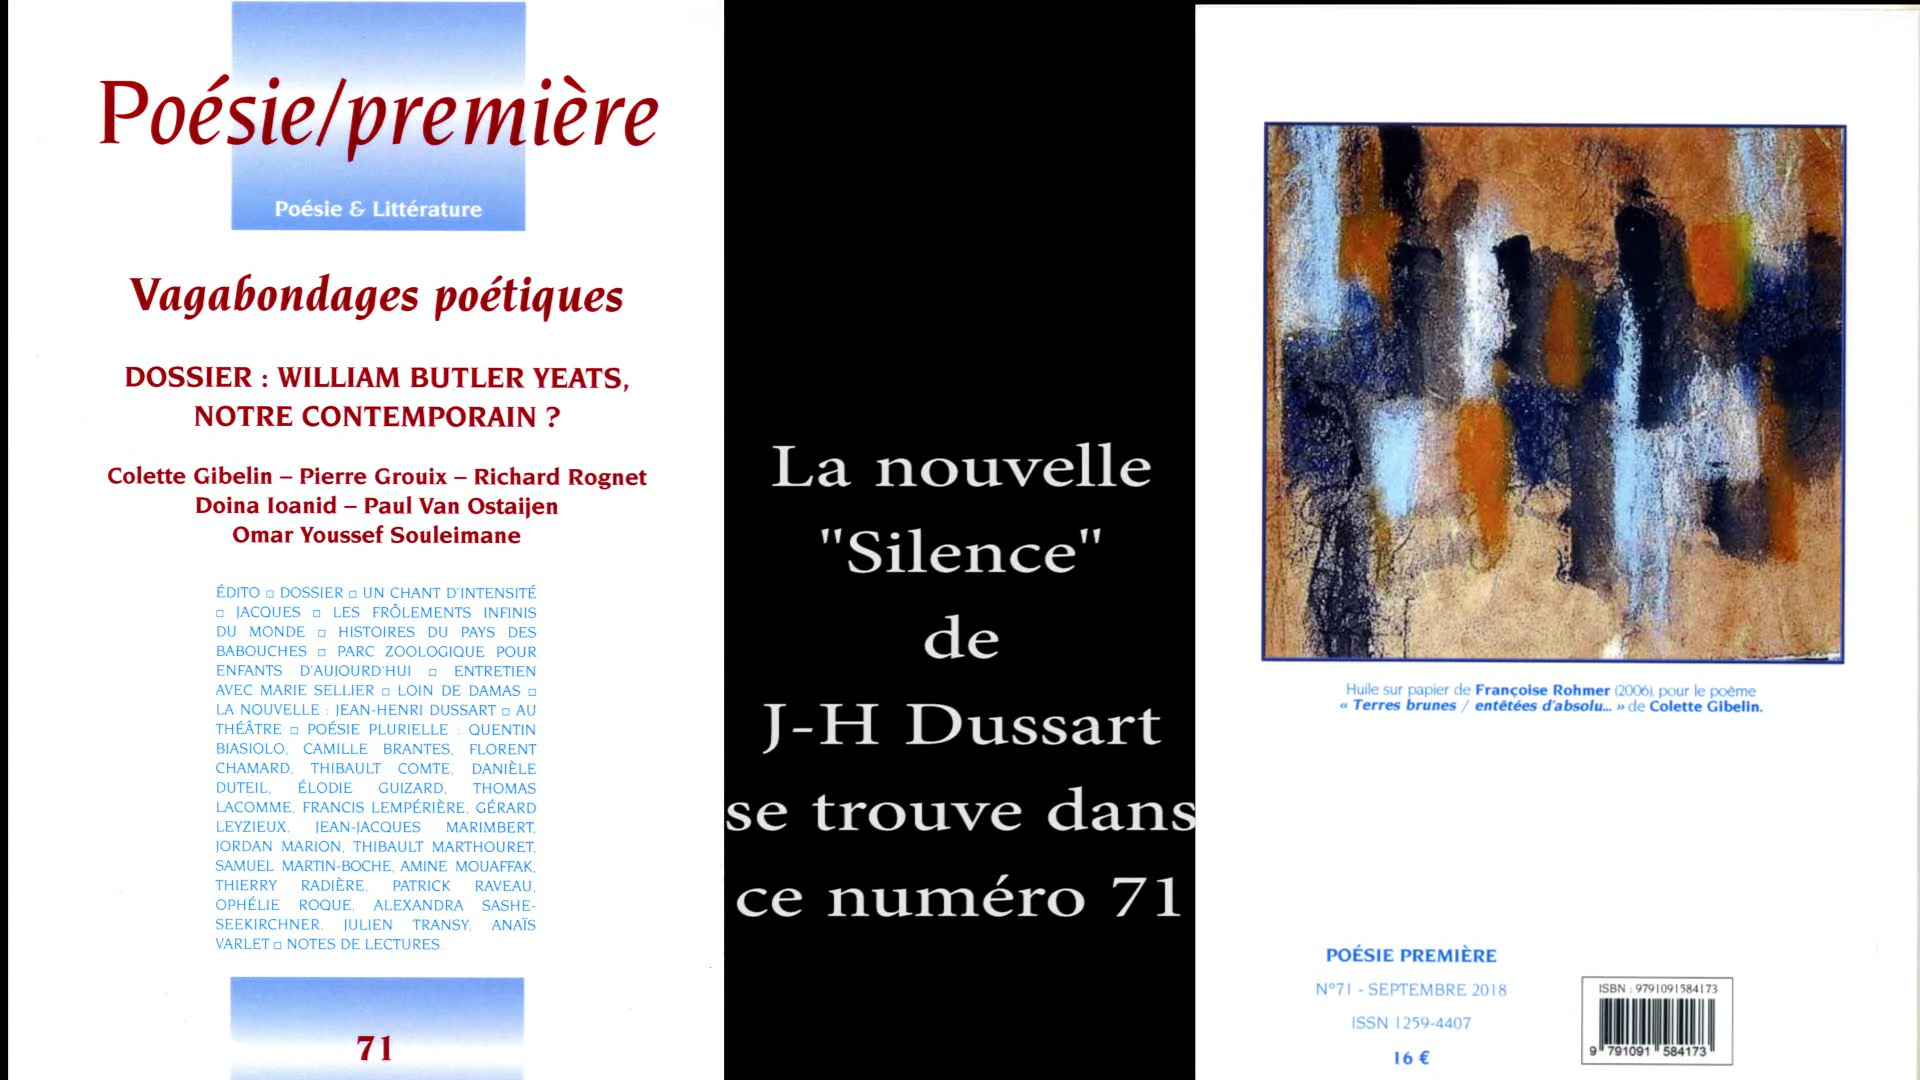 Poésie/première
Poésie & Littérature
Vagabondages poétiques
DOSSIER : WILLIAM BUTLER YEATS,
NOTRE CONTEMPORAIN ?
Colette Gibelin – Pierre Grouix – Richard Rognet
Doina Ioanid – Paul Van Ostaijen
Omar Youssef Souleimane
ÉDITO □ DOSSIER □ UN CHANT D'INTENSITÉ
□ JACQUES □ LES FRÔLEMENTS INFINIS
DU MONDE □ HISTOIRES DU PAYS DES
BABOUCHES □ PARC ZOOLOGIQUE POUR
ENFANTS D'AUJOURD'HUI □ ENTRETIEN
AVEC MARIE SELLIER □ LOIN DE DAMAS □
LA NOUVELLE : JEAN-HENRI DUSSART □ AU
THÉÂTRE □ POÉSIE PLURIELLE : QUENTIN
BIASIOLO, CAMILLE BRANTES, FLORENT
CHAMARD, THIBAULT COMTE, DANIÈLE
DUTEIL, ÉLODIE GUIZARD, THOMAS
LACOMME, FRANCIS LEMPÉRIÈRE, GÉRARD
LEYZIEUX, JEAN-JACQUES MARIMBERT,
JORDAN MARION, THIBAULT MARTHOURET,
SAMUEL MARTIN-BOCHE, AMINE MOUAFFAK,
THIERRY RADIÈRE, PATRICK RAVEAU,
OPHÉLIE ROQUE, ALEXANDRA SASHE-
SEEKIRCHNER, JULIEN TRANSY, ANAÏS
VARLET □ NOTES DE LECTURES.
71
La nouvelle
"Silence"
de
J-H Dussart
se trouve dans
ce numéro 71
Huile sur papier de Françoise Rohmer (2006), pour le poème
« Terres brunes / entêtées d'absolu... » de Colette Gibelin.
POÉSIE PREMIÈRE
N°71 - SEPTEMBRE 2018
ISSN 1259-4407
16 €
ISBN : 9791091584173
9 791091 584173